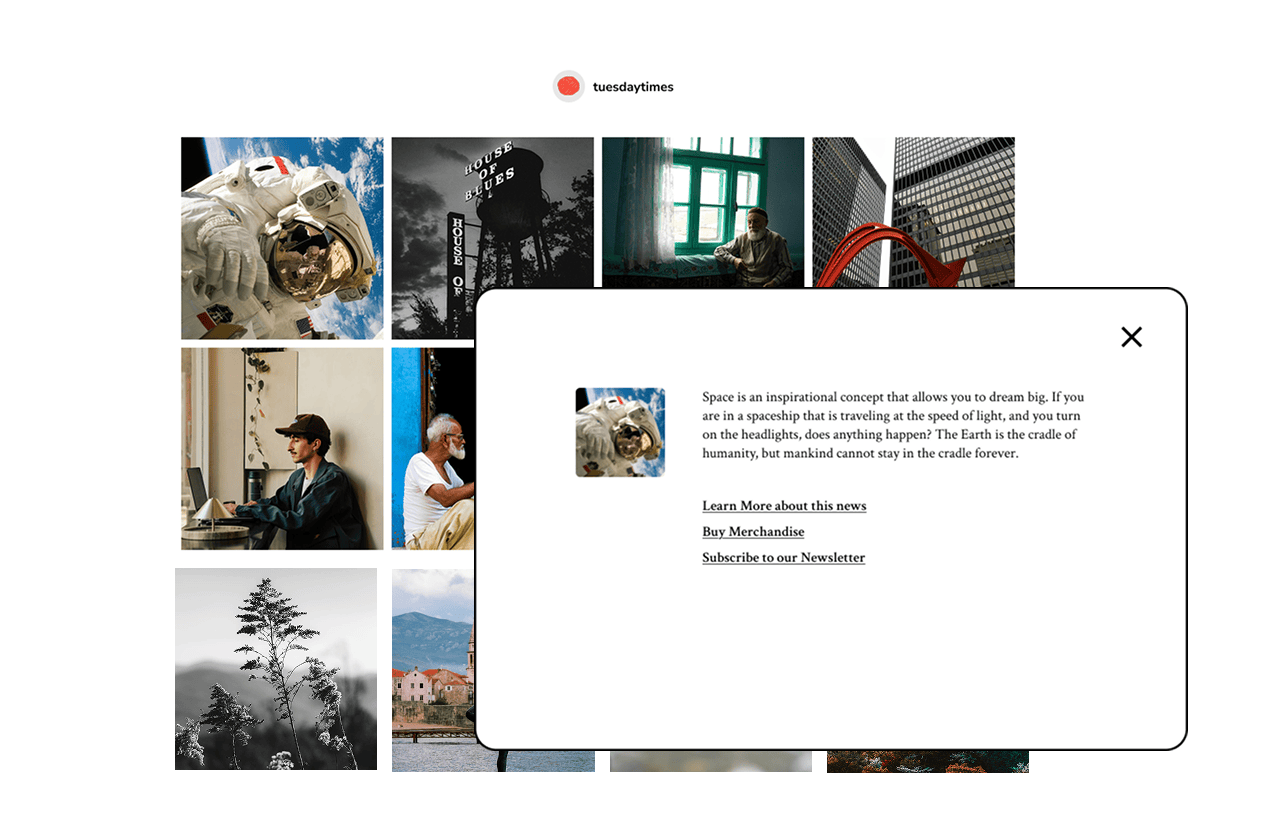 tuesdaytimes
HOUSE
OF
BLUES
HOUSE
OF
Space is an inspirational concept that allows you to dream big. If you
are in a spaceship that is traveling at the speed of light, and you turn
on the headlights, does anything happen? The Earth is the cradle of
humanity, but mankind cannot stay in the cradle forever.
Learn More about this news
Buy Merchandise
Subscribe to our Newsletter